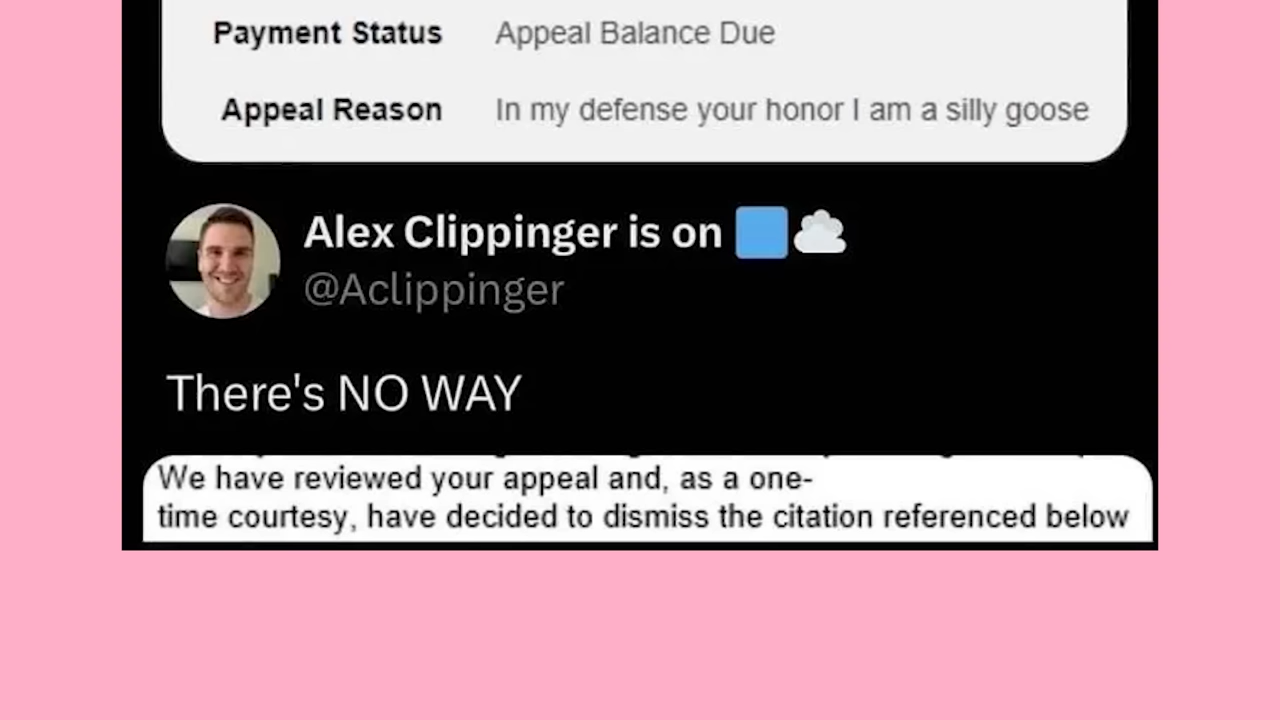 Payment Status Appeal Balance Due
Appeal Reason In my defense your honor I am a silly goose
Alex Clippinger is on 🟦☁️
@Aclippinger
There's NO WAY
We have reviewed your appeal and, as a one-
time courtesy, have decided to dismiss the citation referenced below